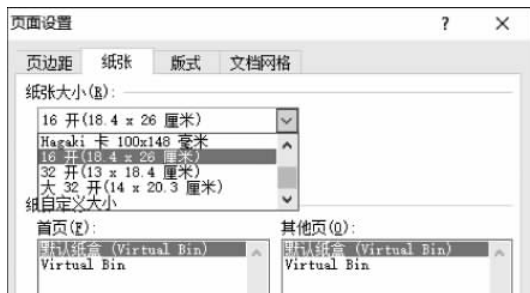 页面设置 ?
页边距 纸张 版式 文档网格
纸张大小(R):
16 开(18.4 x 26 厘米)
Hagaki 卡 100x148 毫米
16 开(18.4 x 26 厘米)
32 开(13 x 18.4 厘米)
大 32 开(14 x 20.3 厘米)
纸自定义大小
首页(F): 其他页(O):
默认纸盒 (Virtual Bin) 默认纸盒 (Virtual Bin)
Virtual Bin Virtual Bin